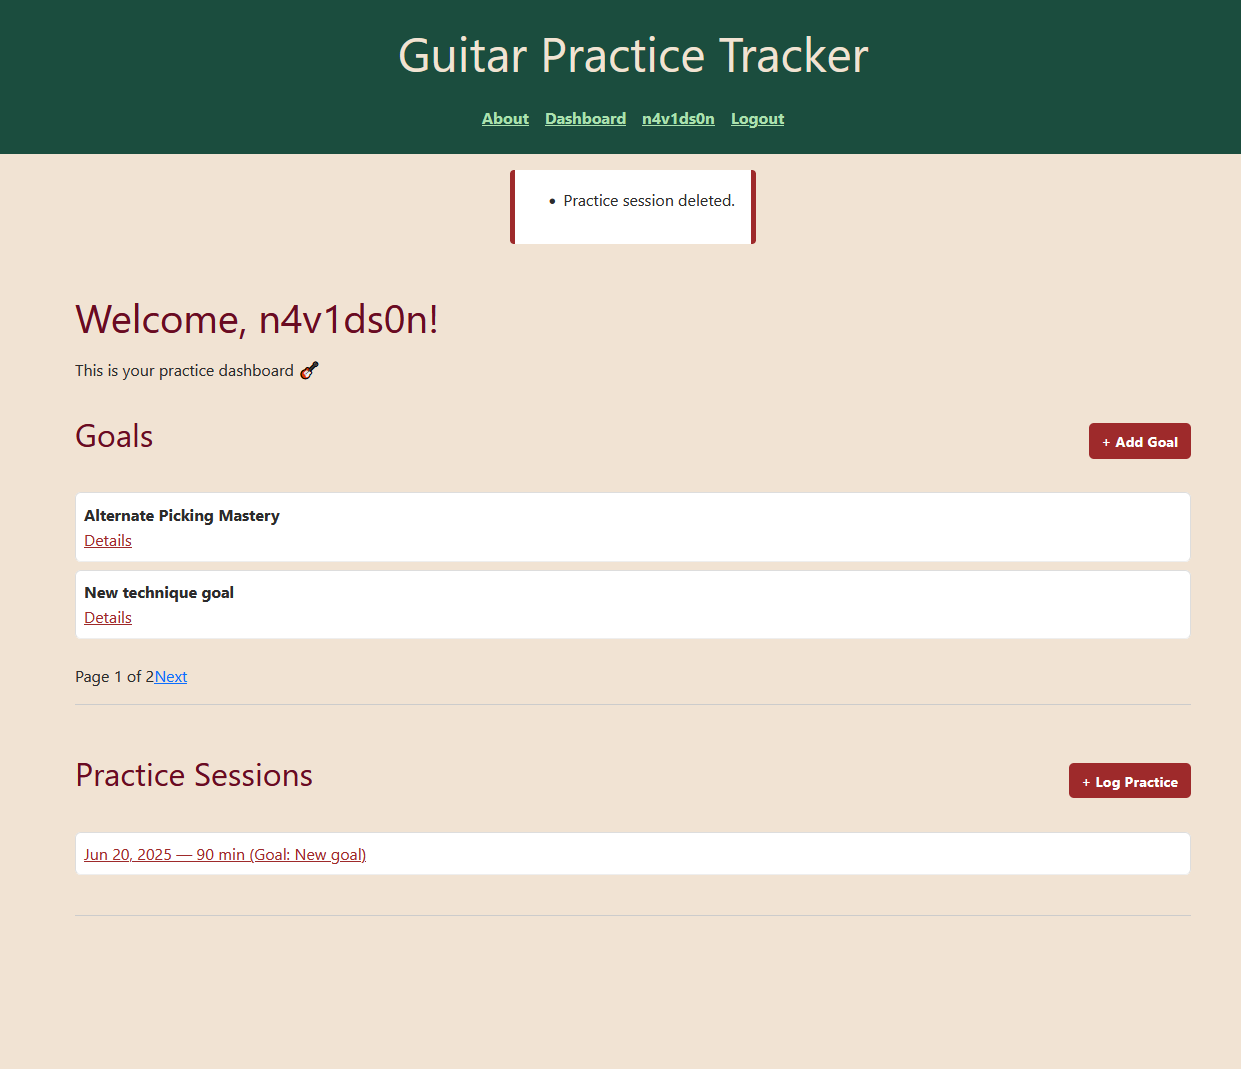 Guitar Practice Tracker
About Dashboard n4v1ds0n Logout
• Practice session deleted.
Welcome, n4v1ds0n!
This is your practice dashboard 🎸
Goals
+ Add Goal
Alternate Picking Mastery
Details
New technique goal
Details
Page 1 of 2Next
Practice Sessions
+ Log Practice
Jun 20, 2025 — 90 min (Goal: New goal)